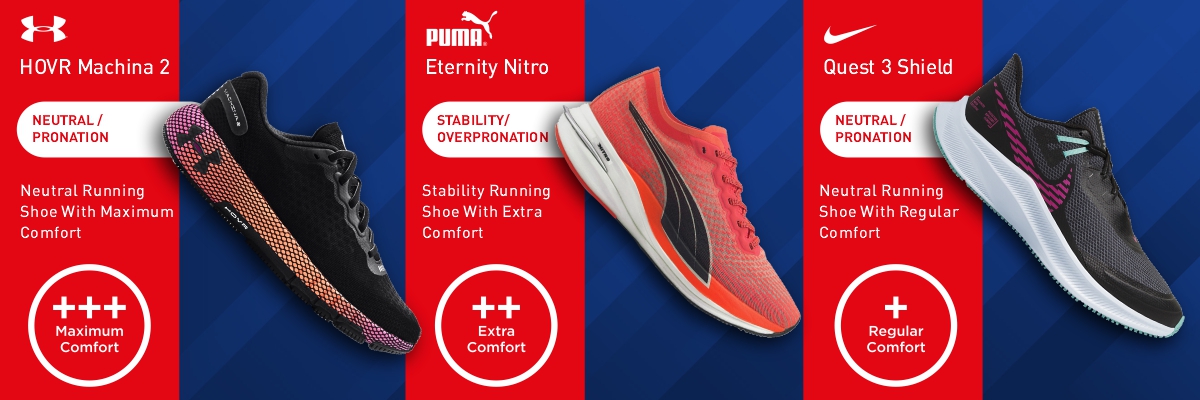 HOVR Machina 2
NEUTRAL /
PRONATION
Neutral Running
Shoe With Maximum
Comfort
+++
Maximum
Comfort
HOVR
PUMA
Eternity Nitro
STABILITY/
OVERPRONATION
Stability Running
Shoe With Extra
Comfort
++
Extra
Comfort
NITRO
Quest 3 Shield
NEUTRAL /
PRONATION
Neutral Running
Shoe With Regular
Comfort
+
Regular
Comfort